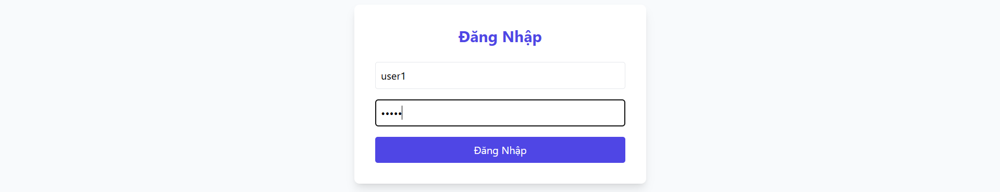 Đăng Nhập
user1
•••••
Đăng Nhập